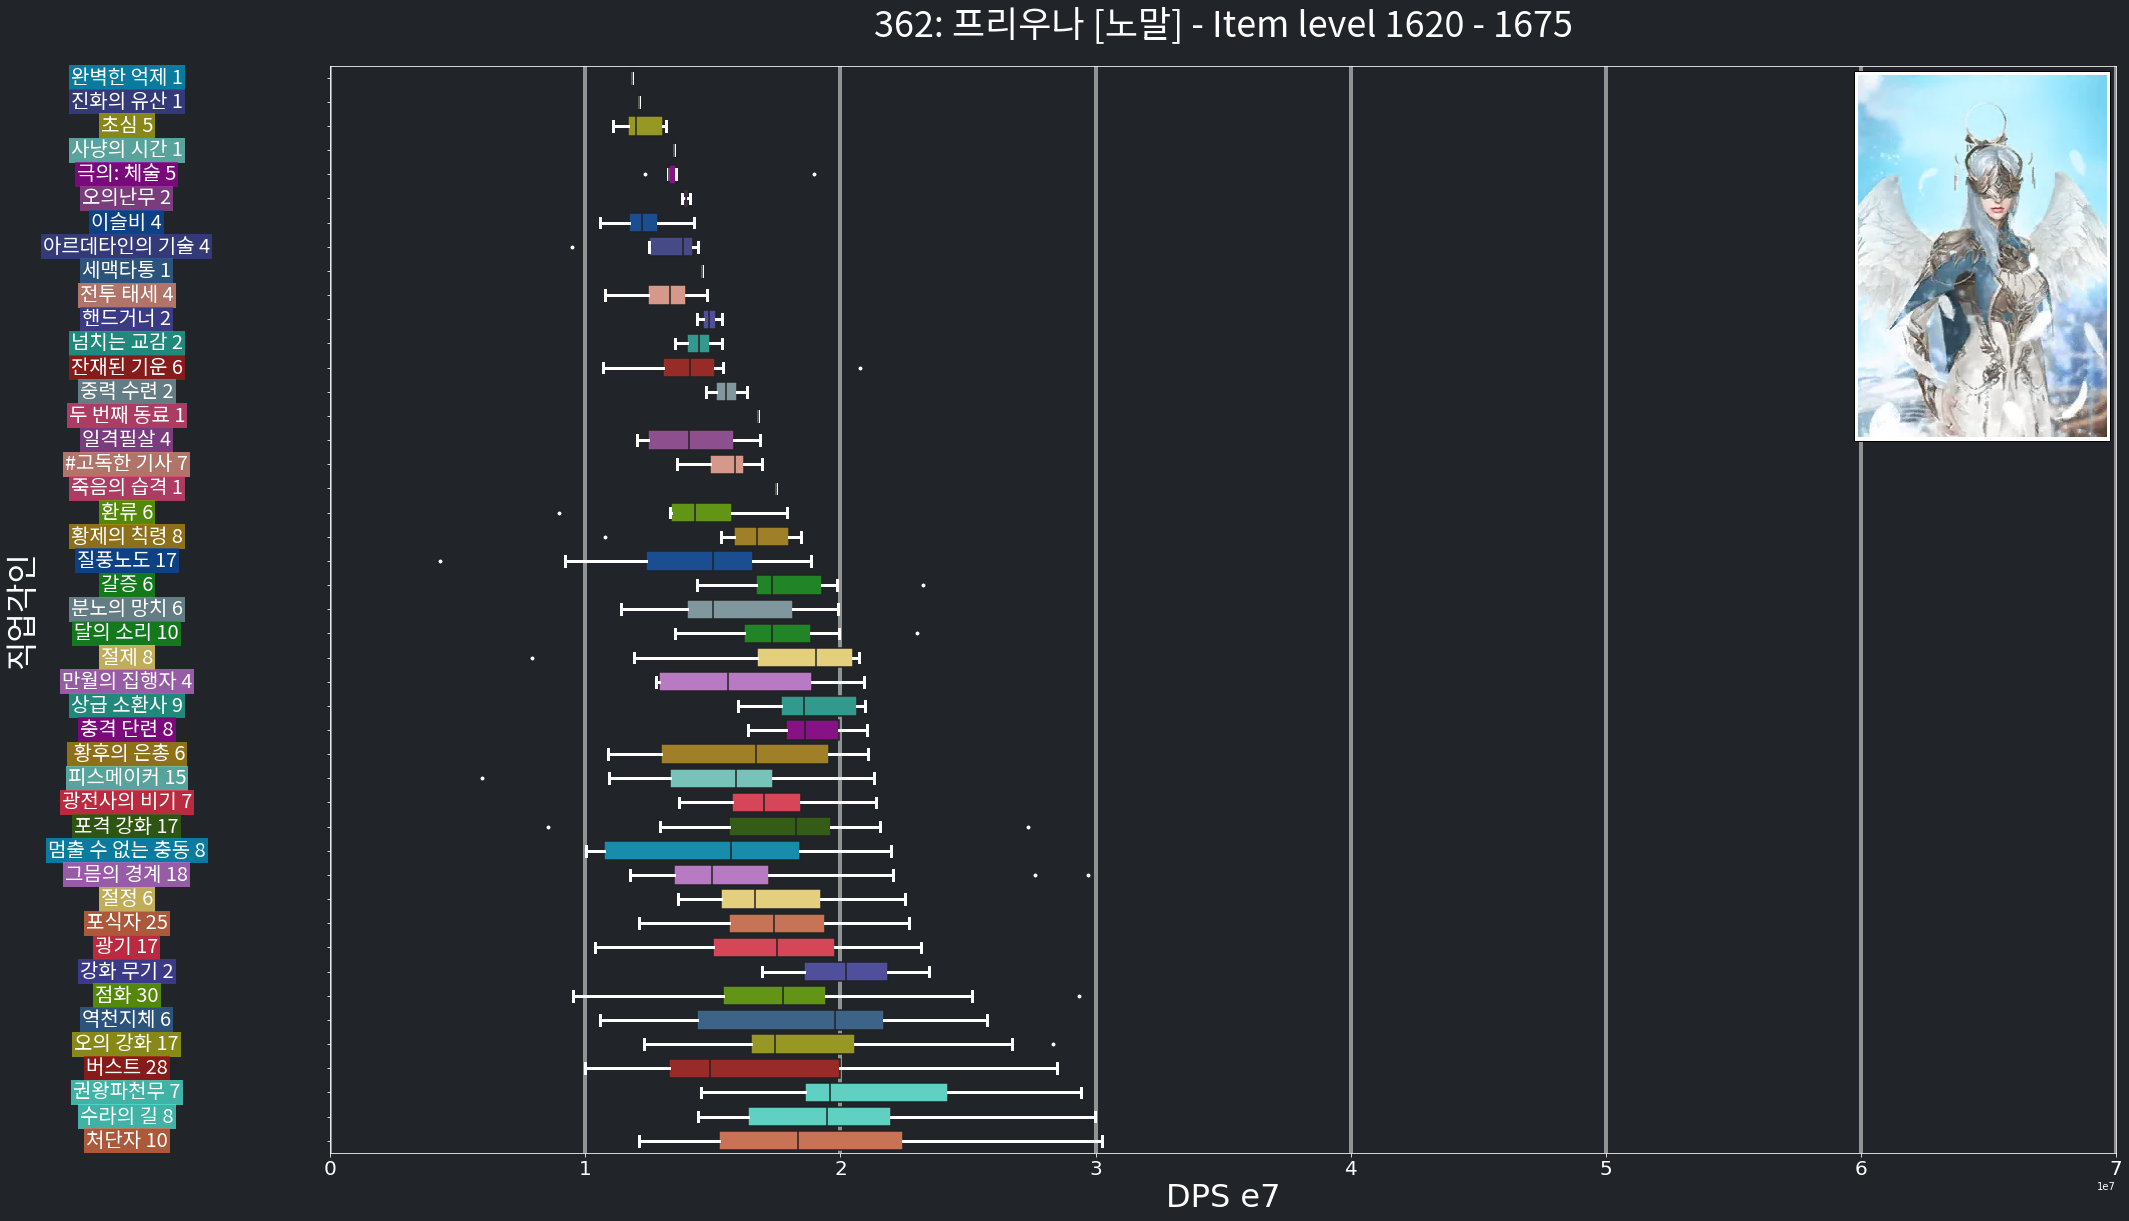 362: 프리우나 [노말] - Item level 1620 - 1675
완벽한 억제 1
진화의 유산 1
초심 5
사냥의 시간 1
극의: 체술 5
오의난무 2
이슬비 4
아르데타인의 기술 4
세맥타통 1
전투 태세 4
핸드거너 2
넘치는 교감 2
잔재된 기운 6
중력 수련 2
두 번째 동료 1
일격필살 4
#고독한 기사 7
죽음의 습격 1
환류 6
황제의 칙령 8
질풍노도 17
갈증 6
분노의 망치 6
달의 소리 10
절제 8
만월의 집행자 4
상급 소환사 9
충격 단련 8
황후의 은총 6
피스메이커 15
광전사의 비기 7
포격 강화 17
멈출 수 없는 충동 8
그믐의 경계 18
절정 6
포식자 25
광기 17
강화 무기 2
점화 30
역천지체 6
오의 강화 17
버스트 28
권왕파천무 7
수라의 길 8
처단자 10
직업각인
0 1 2 3 4 5 6 7
1e7
DPS e7